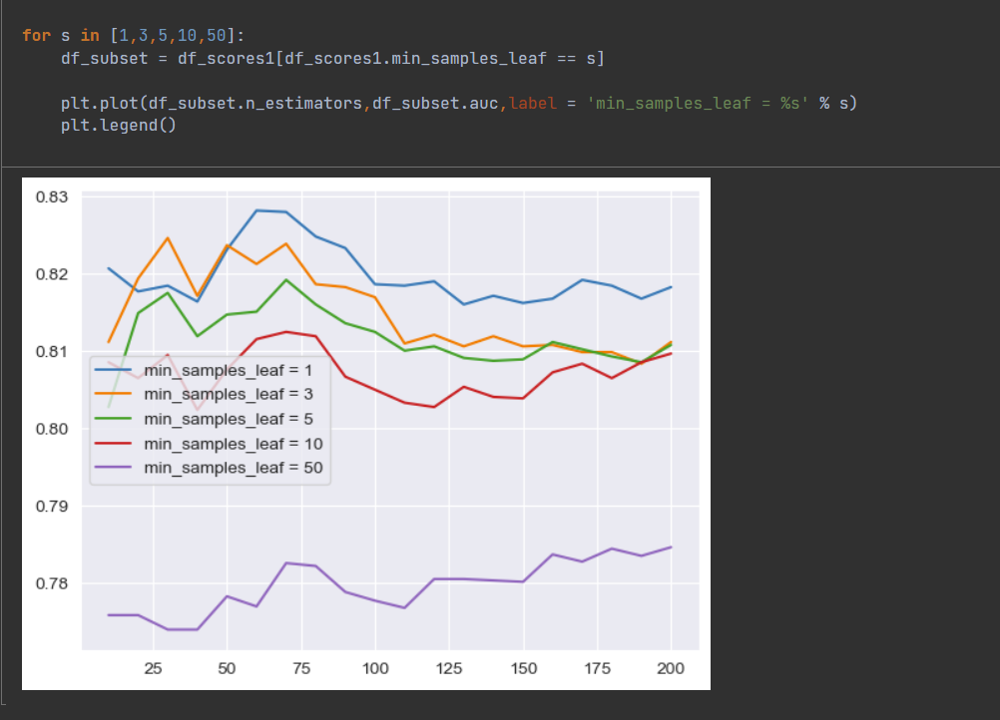 for s in [1,3,5,10,50]:
    df_subset = df_scores1[df_scores1.min_samples_leaf == s]
    plt.plot(df_subset.n_estimators,df_subset.auc,label = 'min_samples_leaf = %s' % s)
    plt.legend()
0.83
0.82
0.81
0.80
0.79
0.78
min_samples_leaf = 1
min_samples_leaf = 3
min_samples_leaf = 5
min_samples_leaf = 10
min_samples_leaf = 50
25 50 75 100 125 150 175 200